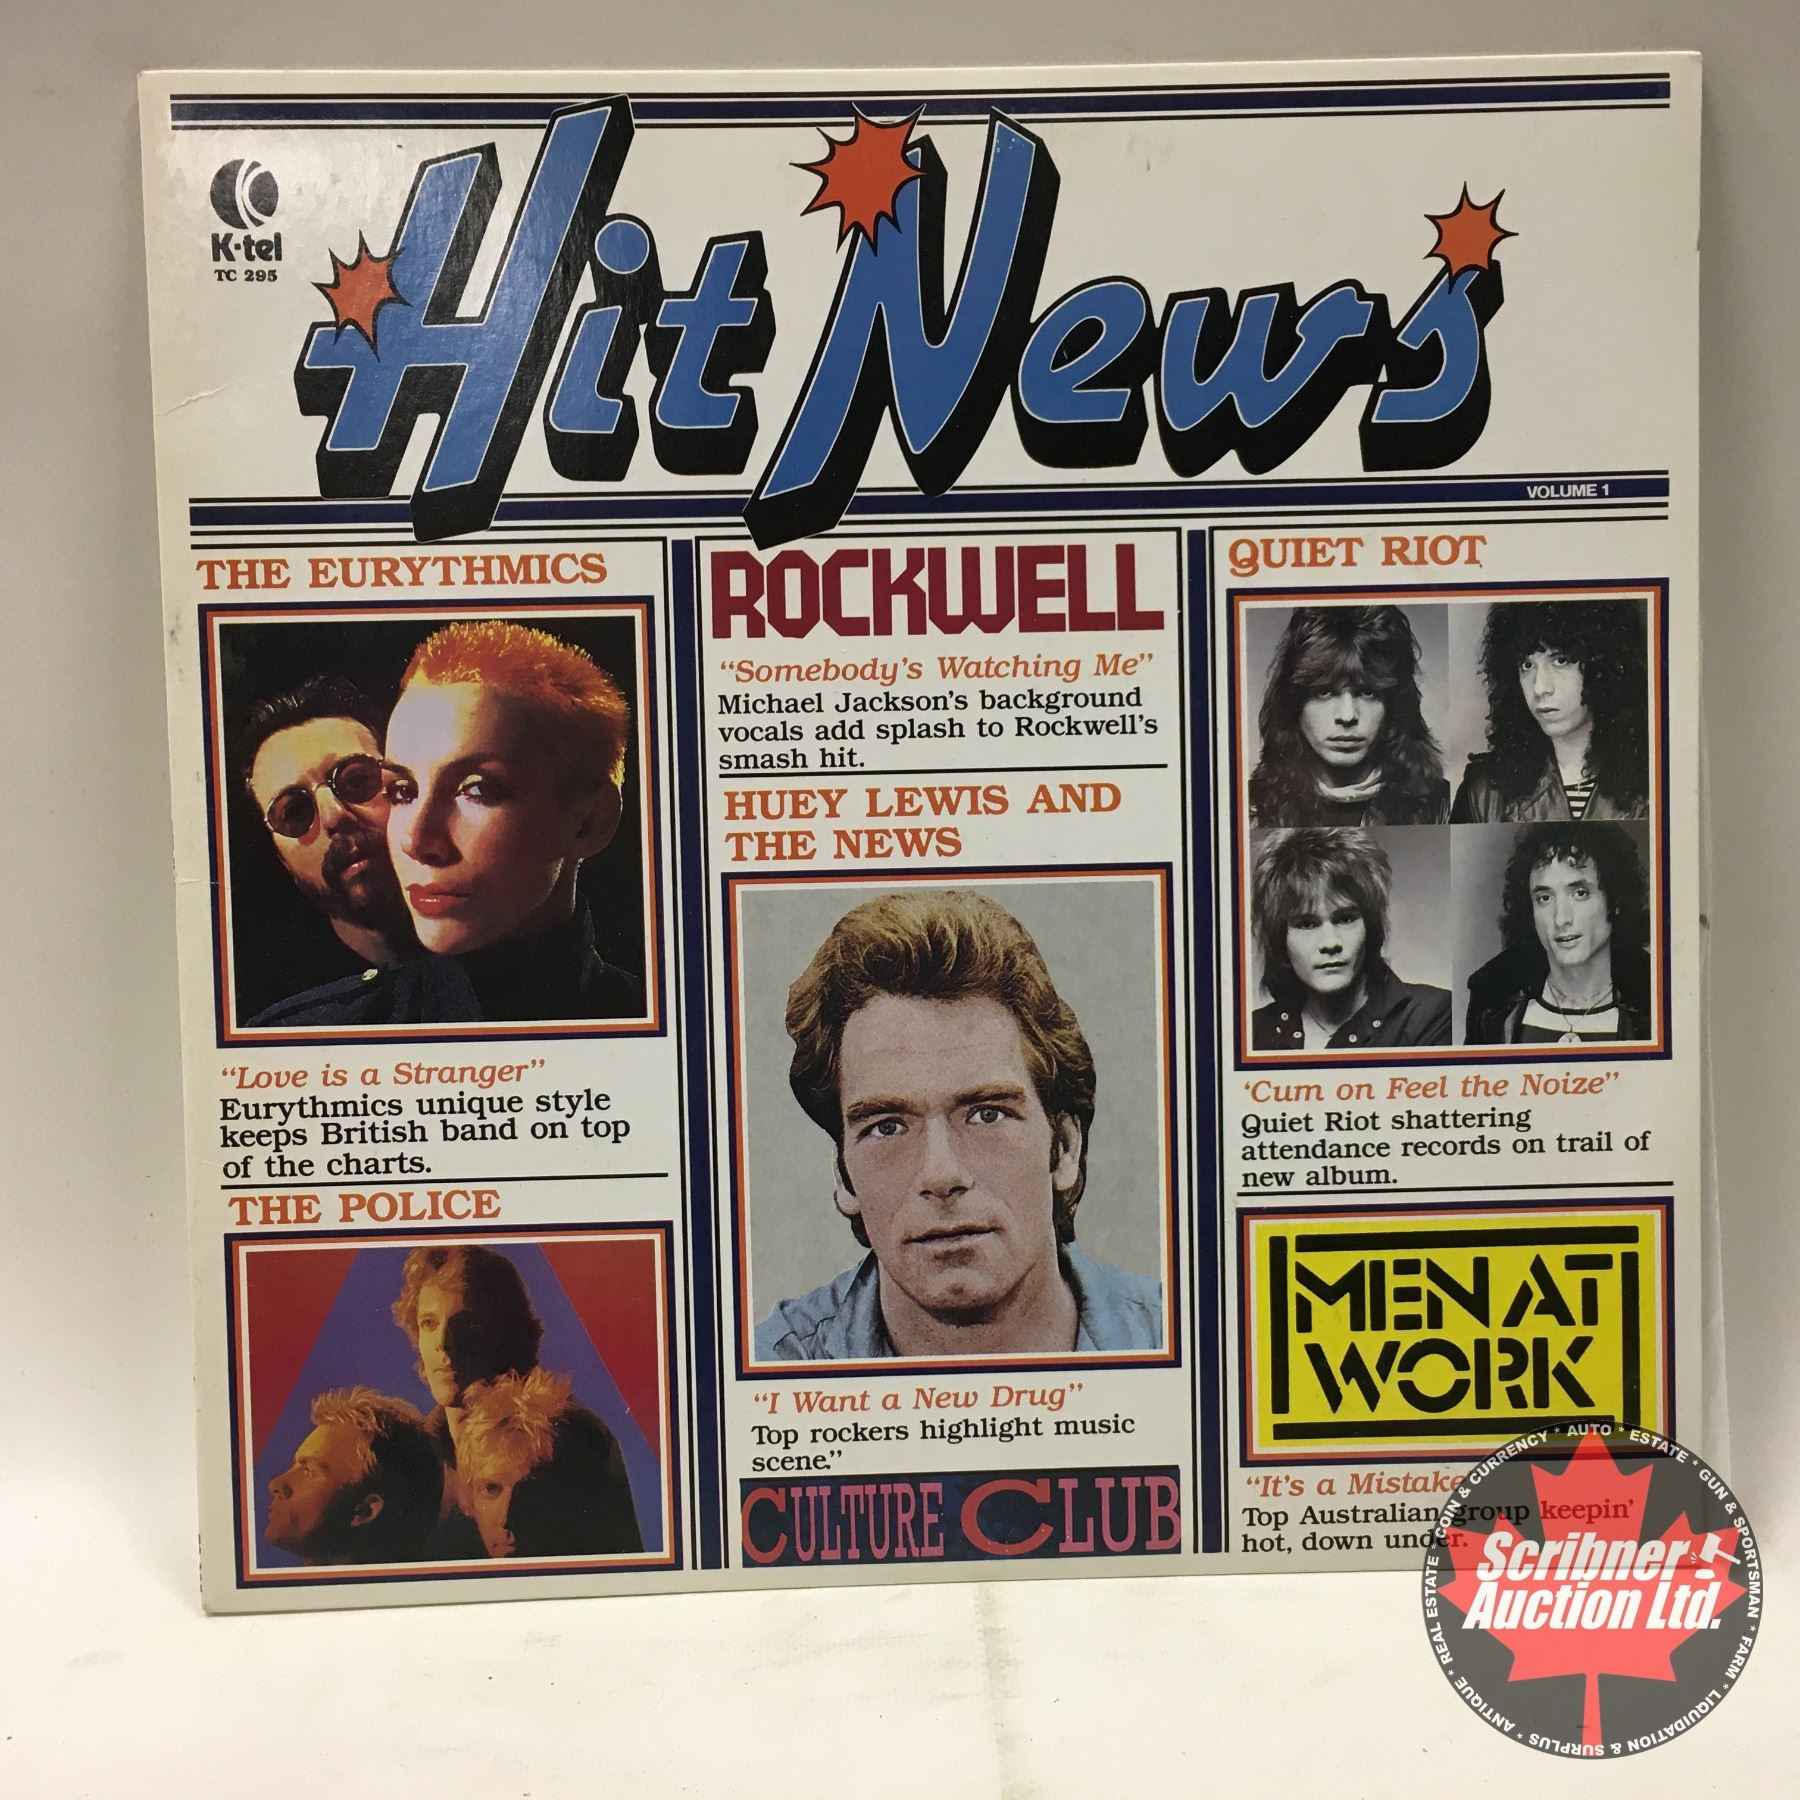 K·tel
TC 295
Hit News
VOLUME 1
THE EURYTHMICS
"Love is a Stranger"
Eurythmics unique style
keeps British band on top
of the charts.
THE POLICE
ROCKWELL
"Somebody's Watching Me"
Michael Jackson's background
vocals add splash to Rockwell's
smash hit.
HUEY LEWIS AND
THE NEWS
"I Want a New Drug"
Top rockers highlight music
scene."
CULTURE CLUB
QUIET RIOT
'Cum on Feel the Noize"
Quiet Riot shattering
attendance records on trail of
new album.
MEN AT
WORK
"It's a Mistake
Top Australian group keepin'
hot, down under.
Scribner
Auction Ltd.
COIN & CURRENCY * AUTO * ESTATE * GUN & SPORTSMAN * FARM * LIQUIDATION & SURPLUS * ANTIQUE * REAL ESTATE *